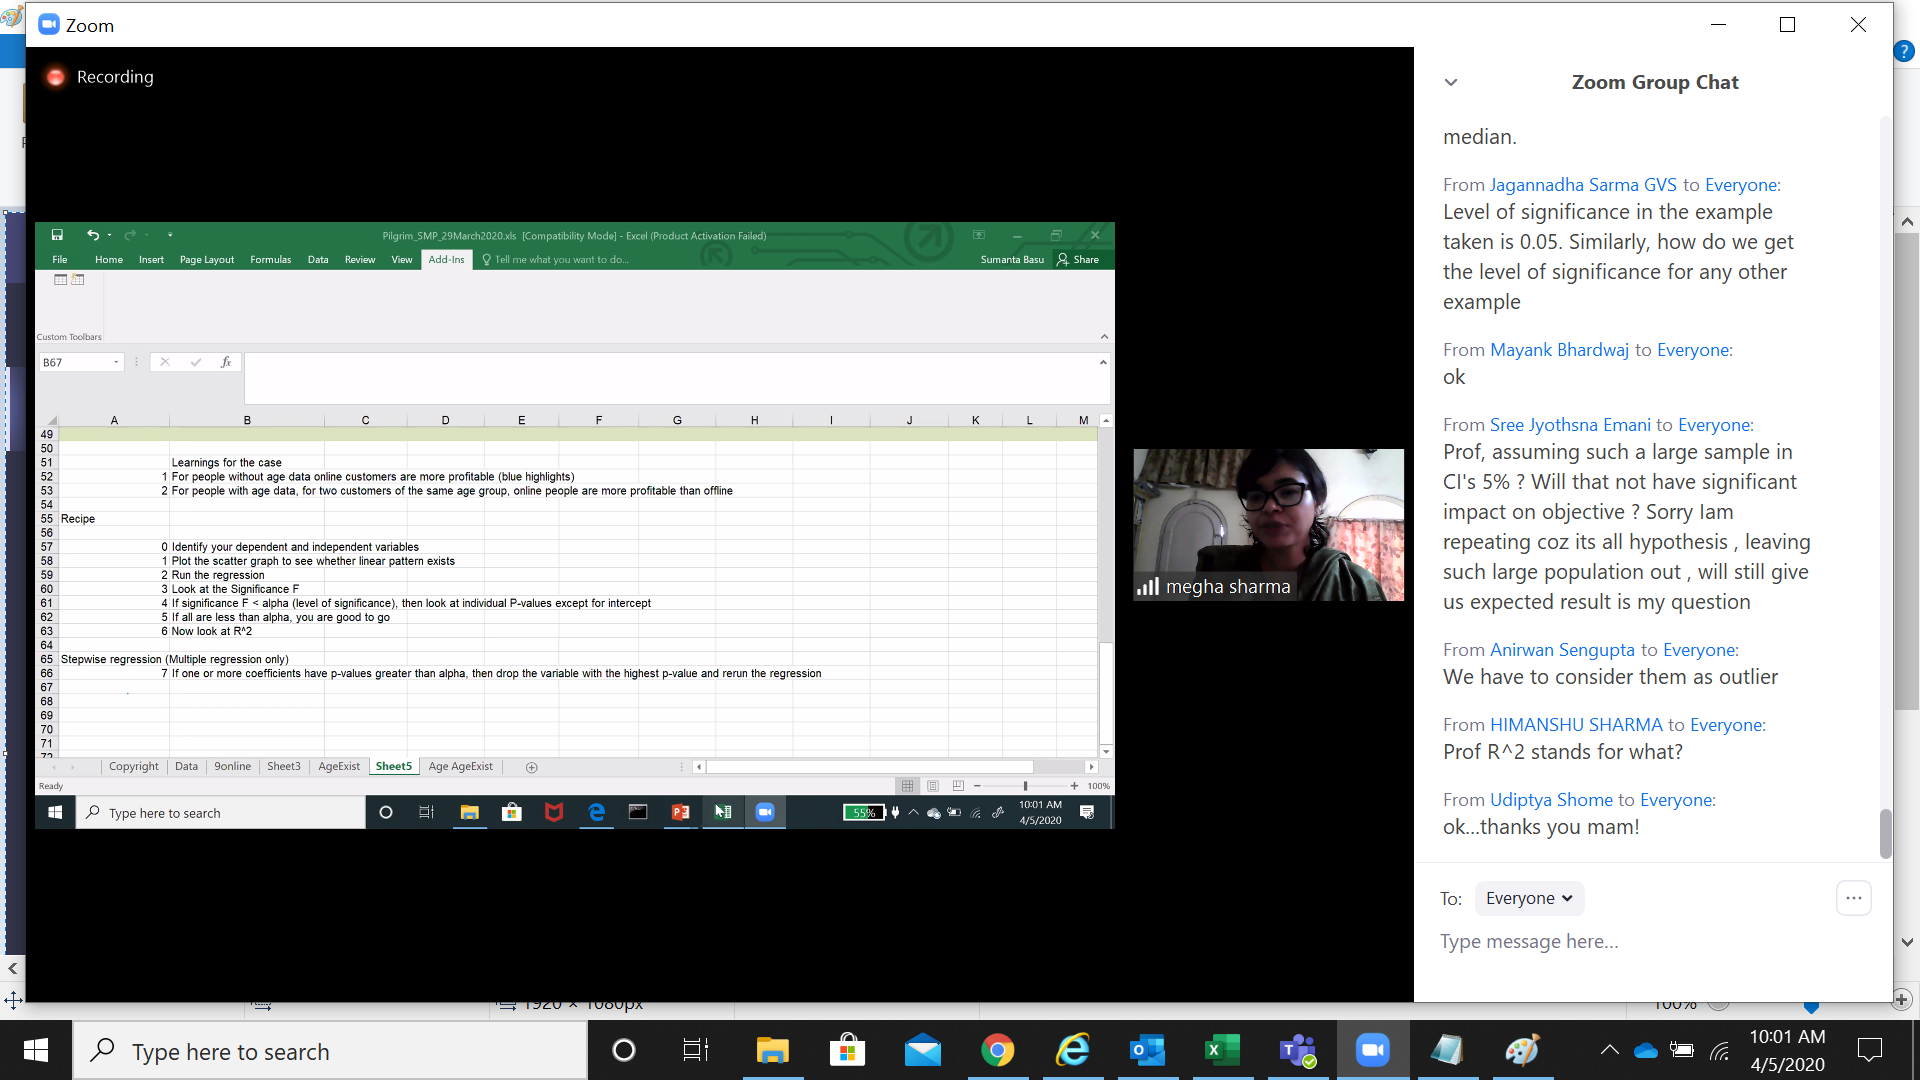 Zoom
Recording
Pilgrim_SMP_29March2020.xls [Compatibility Mode] - Excel (Product Activation Failed)
File Home Insert Page Layout Formulas Data Review View Add-Ins Tell me what you want to do... Sumanta Basu Share
Custom Toolbars
B67 fx
A B C D E F G H I J K L M
49
50
51 Learnings for the case
52 1 For people without age data online customers are more profitable (blue highlights)
53 2 For people with age data, for two customers of the same age group, online people are more profitable than offline
54
55 Recipe
56
57 0 Identify your dependent and independent variables
58 1 Plot the scatter graph to see whether linear pattern exists
59 2 Run the regression
60 3 Look at the Significance F
61 4 If significance F < alpha (level of significance), then look at individual P-values except for intercept
62 5 If all are less than alpha, you are good to go
63 6 Now look at R^2
64
65 Stepwise regression (Multiple regression only)
66 7 If one or more coefficients have p-values greater than alpha, then drop the variable with the highest p-value and rerun the regression
67
68
69
70
71
72
Copyright Data 9online Sheet3 AgeExist Sheet5 Age AgeExist
Ready 100%
Type here to search 55% 10:01 AM
4/5/2020
megha sharma
Zoom Group Chat
median.
From Jagannadha Sarma GVS to Everyone:
Level of significance in the example
taken is 0.05. Similarly, how do we get
the level of significance for any other
example
From Mayank Bhardwaj to Everyone:
ok
From Sree Jyothsna Emani to Everyone:
Prof, assuming such a large sample in
CI's 5% ? Will that not have significant
impact on objective ? Sorry Iam
repeating coz its all hypothesis , leaving
such large population out , will still give
us expected result is my question
From Anirwan Sengupta to Everyone:
We have to consider them as outlier
From HIMANSHU SHARMA to Everyone:
Prof R^2 stands for what?
From Udiptya Shome to Everyone:
ok...thanks you mam!
To: Everyone
Type message here...
1920 × 1080px 100%
Type here to search 10:01 AM
4/5/2020